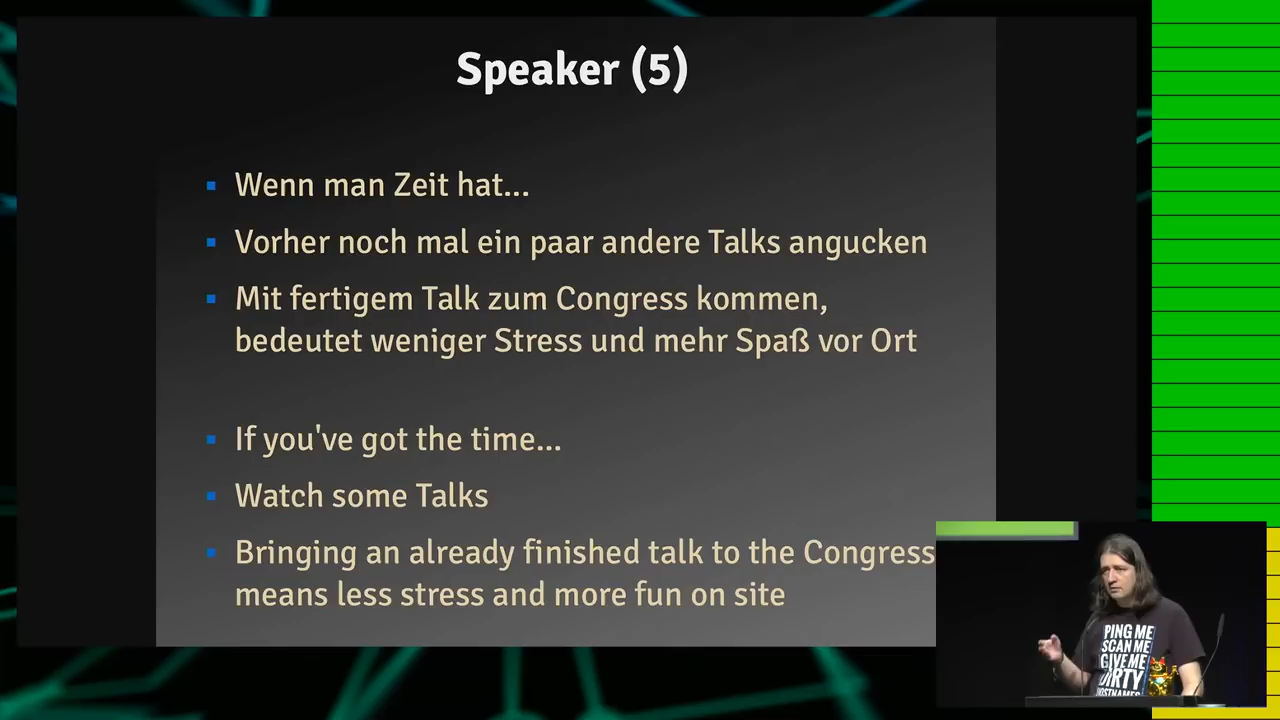 Speaker (5)
Wenn man Zeit hat...
Vorher noch mal ein paar andere Talks angucken
Mit fertigem Talk zum Congress kommen,
bedeutet weniger Stress und mehr Spaß vor Ort
If you've got the time...
Watch some Talks
Bringing an already finished talk to the Congress
means less stress and more fun on site
PING ME
SCAN ME
GIVE ME
DIRTY
HOSTNAMES